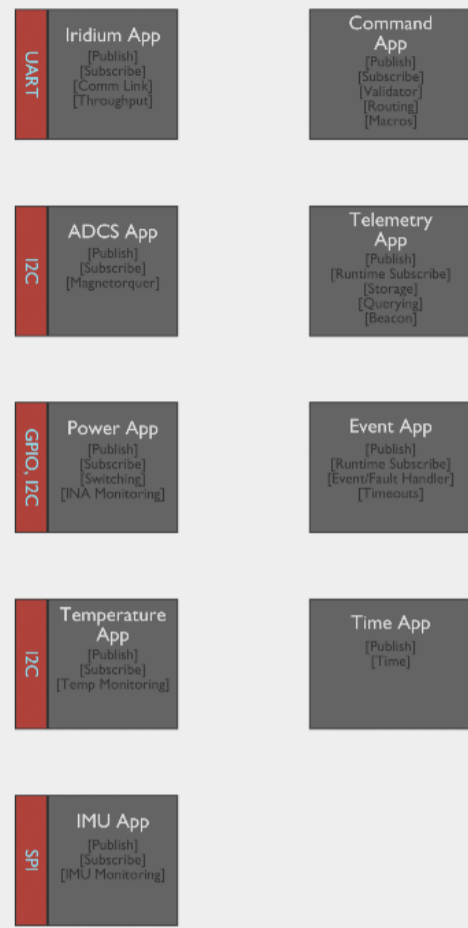 UART
Iridium App
[Publish]
[Subscribe]
[Comm Link]
[Throughput]
Command
App
[Publish]
[Subscribe]
[Validator]
[Routing]
[Macros]
I2C
ADCS App
[Publish]
[Subscribe]
[Magnetorquer]
Telemetry
App
[Publish]
[Runtime Subscribe]
[Storage]
[Querying]
[Beacon]
GPIO, I2C
Power App
[Publish]
[Subscribe]
[Switching]
[INA Monitoring]
Event App
[Publish]
[Runtime Subscribe]
[Event/Fault Handler]
[Timeouts]
I2C
Temperature
App
[Publish]
[Subscribe]
[Temp Monitoring]
Time App
[Publish]
[Time]
SPI
IMU App
[Publish]
[Subscribe]
[IMU Monitoring]